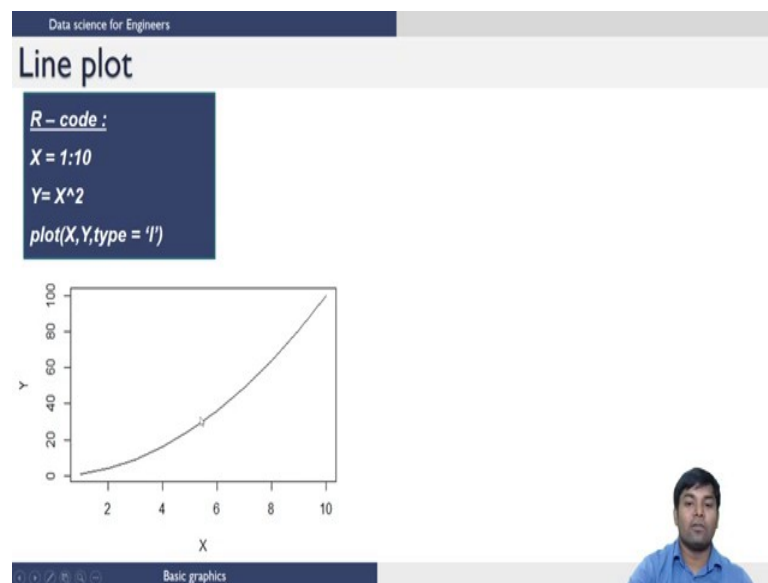 Data science for Engineers
Line plot
R – code :
X = 1:10
Y= X^2
plot(X,Y,type = ‘l’)
100
80
60
40
20
0
Y
2 4 6 8 10
X
Basic graphics